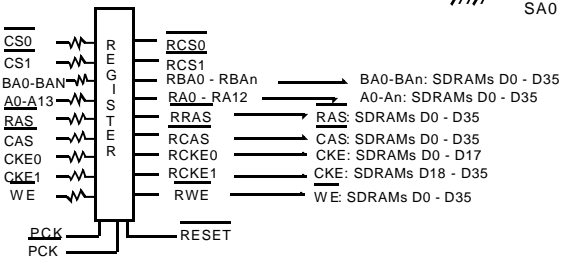 SA0
CS0 RCS0
CS1 RCS1
BA0-BAN RBA0 - RBAn BA0-BAn: SDRAMs D0 - D35
A0-A13 RA0 - RA12 A0-An: SDRAMs D0 - D35
RAS RRAS RAS: SDRAMs D0 - D35
CAS RCAS CAS: SDRAMs D0 - D35
CKE0 RCKE0 CKE: SDRAMs D0 - D17
CKE1 RCKE1 CKE: SDRAMs D18 - D35
WE RWE WE: SDRAMs D0 - D35
REGISTER
PCK RESET
PCK